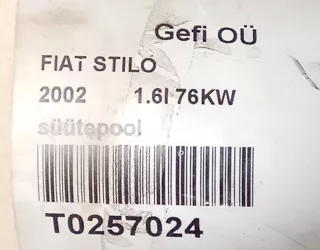 Gefi OÜ
FIAT STILO
2002 1.6l 76KW
süütepool
T0257024